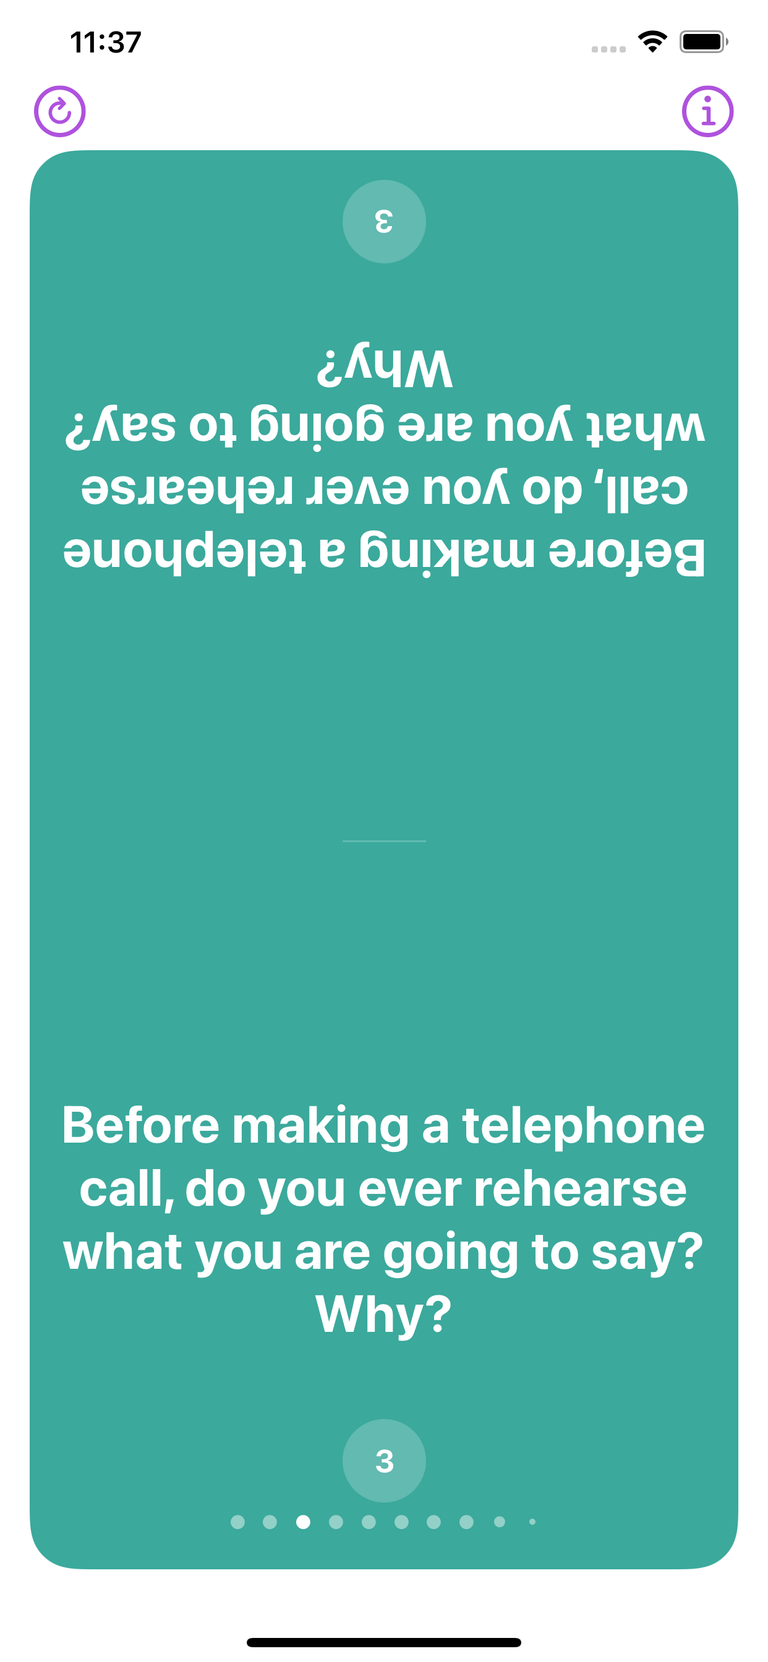 11:37
3
Before making a telephone
call, do you ever rehearse
what you are going to say?
Why?
Before making a telephone
call, do you ever rehearse
what you are going to say?
Why?
3